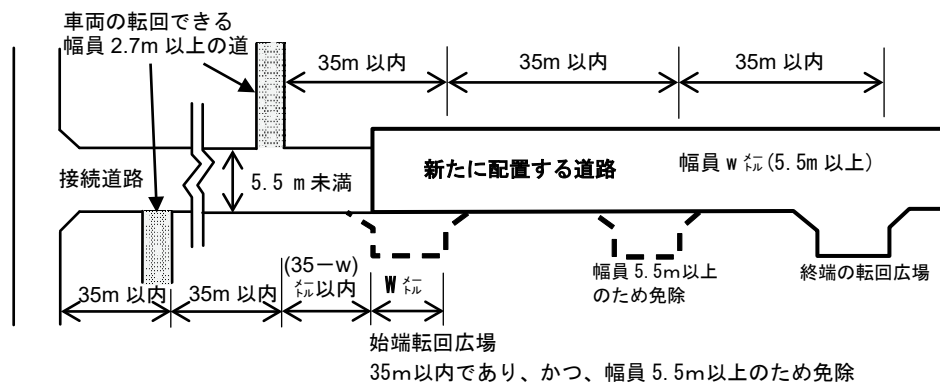 車両の転回できる
幅員 2.7m 以上の道
35m 以内
35m 以内
35m 以内
接続道路
5.5 m 未満
新たに配置する道路
幅員 w メートル (5.5m 以上)
(35−w)
メートル以内
35m 以内
35m 以内
W メートル
幅員 5.5m以上
のため免除
終端の転回広場
始端転回広場
35m以内であり、かつ、幅員 5.5m以上のため免除